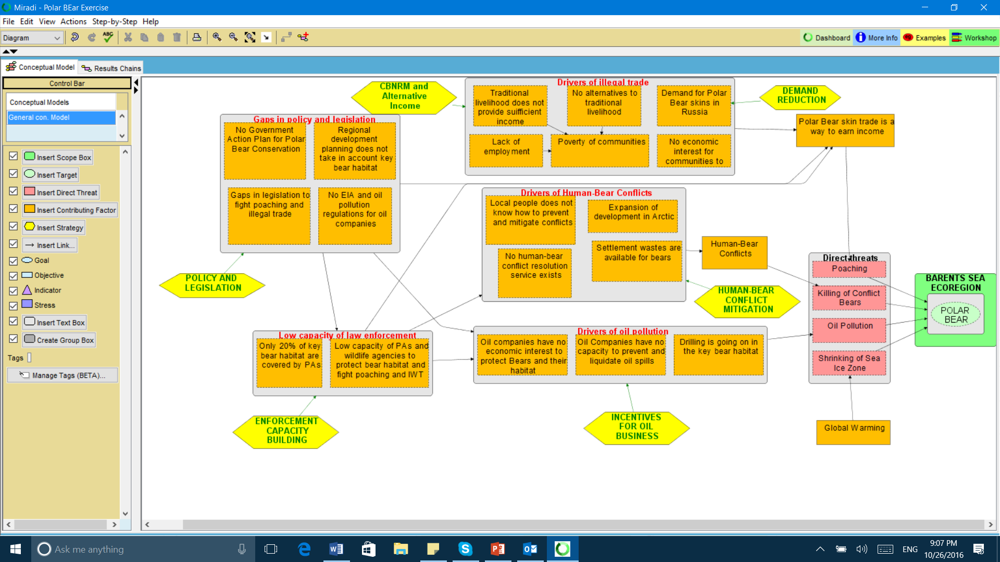 Miradi - Polar BEar Exercise
File Edit View Actions Step-by-Step Help
Diagram
ABC
Dashboard
More Info
eg
Examples
Workshop
Conceptual Model
Results Chains
Control Bar
Conceptual Models
General con. Model
Insert Scope Box
Insert Target
Insert Direct Threat
Insert Contributing Factor
Insert Strategy
Insert Link...
Goal
Objective
Indicator
Stress
Insert Text Box
Create Group Box
Tags
Manage Tags (BETA)...
CBNRM and
Alternative
Income
Drivers of illegal trade
Traditional
livelihood does not
provide suifficient
income
No alternatives to
traditional
livelihood
Demand for Polar
Bear skins in
Russia
Lack of
employment
Poverty of communities
No economic
interest for
communities to
DEMAND
REDUCTION
Polar Bear skin trade is a
way to earn income
Gaps in policy and legislation
No Government
Action Plan for Polar
Bear Conservation
Regional
development
planning does not
take in account key
bear habitat
Gaps in legislation to
fight poaching and
illegal trade
No EIA and oil
pollution
regulations for oil
companies
POLICY AND
LEGISLATION
Drivers of Human-Bear Conflicts
Local people does not
know how to prevent
and mitigate conflicts
Expansion of
development in Arctic
No human-bear
conflict resolution
service exists
Settlement wastes are
available for bears
Human-Bear
Conflicts
HUMAN-BEAR
CONFLICT
MITIGATION
Direct threats
Poaching
Killing of Conflict
Bears
Oil Pollution
Shrinking of Sea
Ice Zone
BARENTS SEA
ECOREGION
POLAR
BEAR
Low capacity of law enforcement
Only 20% of key
bear habitat are
covered by PAs
Low capacity of PAs and
wildlife agencies to
protect bear habitat and
fight poaching and IWT
Drivers of oil pollution
Oil companies have no
economic interest to
protect Bears and their
habitat
Oil Companies have no
capacity to prevent and
liquidate oil spills
Drilling is going on in
the key bear habitat
ENFORCEMENT
CAPACITY
BUILDING
INCENTIVES
FOR OIL
BUSINESS
Global Warming
Ask me anything
ENG
9:07 PM
10/26/2016